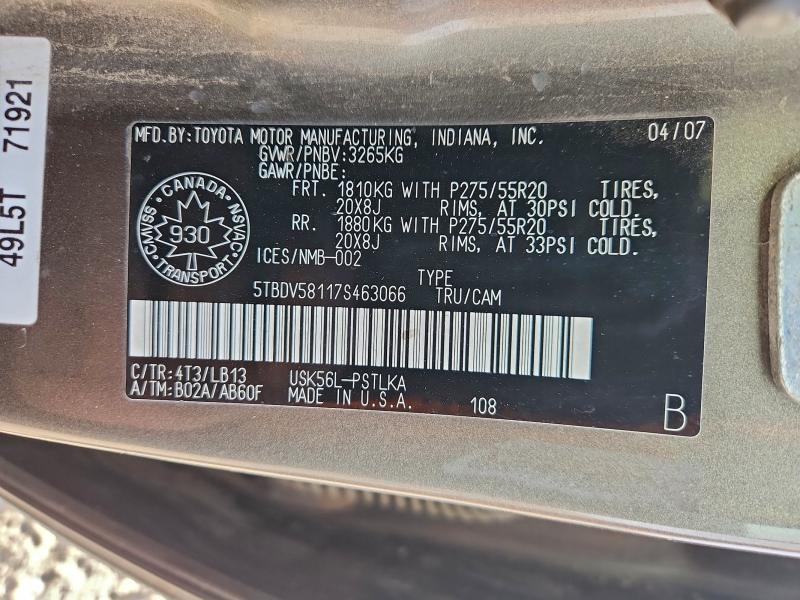 49L5T 71921
MFD.BY:TOYOTA MOTOR MANUFACTURING, INDIANA, INC. 04/07
GVWR/PNBV:3265KG
GAWR/PNBE:
FRT. 1810KG WITH P275/55R20 TIRES,
20X8J RIMS, AT 30PSI COLD.
RR. 1880KG WITH P275/55R20 TIRES,
20X8J RIMS, AT 33PSI COLD.
CANADA
CMVSS
NSVAC
930
TRANSPORT
ICES/NMB-002
TYPE
5TBDV58117S463066 TRU/CAM
C/TR:4T3/LB13 USK56L-PSTLKA
A/TM:B02A/AB60F MADE IN U.S.A. 108
B